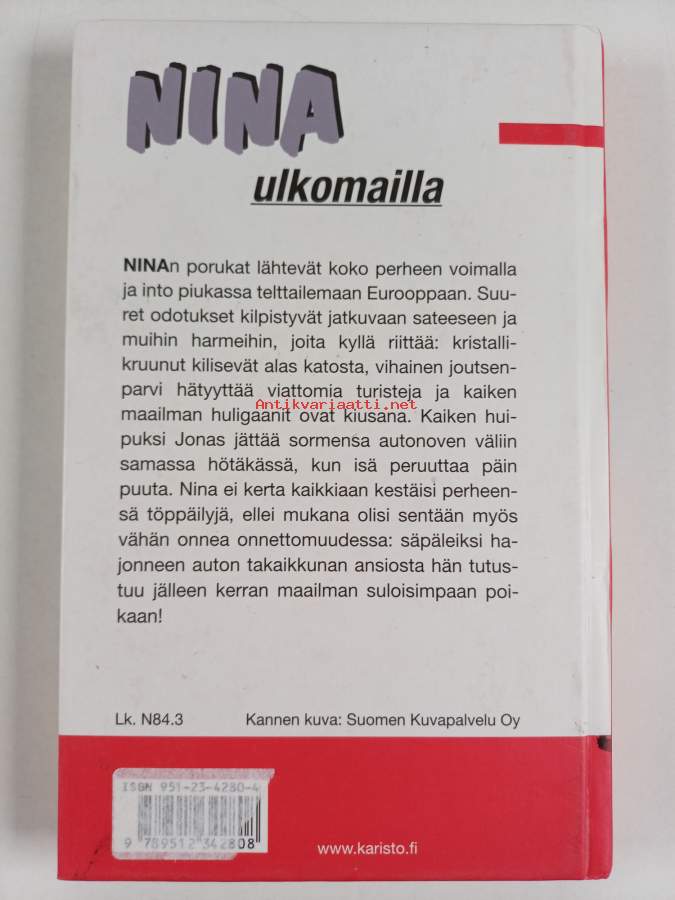 NINA
ulkomailla
NINAn porukat lähtevät koko perheen voimalla
ja into piukassa telttailemaan Eurooppaan. Suu-
ret odotukset kilpistyvät jatkuvaan sateeseen ja
muihin harmeihin, joita kyllä riittää: kristalli-
kruunut kilisevät alas katosta, vihainen joutsen-
parvi hätyyttää viattomia turisteja ja kaiken
Antikvariaatti.net
maailman huligaanit ovat kiusana. Kaiken hui-
puksi Jonas jättää sormensa autonoven väliin
samassa hötäkässä, kun isä peruuttaa päin
puuta. Nina ei kerta kaikkiaan kestäisi perheen-
sä töppäilyjä, ellei mukana olisi sentään myös
vähän onnea onnettomuudessa: säpäleiksi ha-
jonneen auton takaikkunan ansiosta hän tutus-
tuu jälleen kerran maailman suloisimpaan poi-
kaan!
Lk. N84.3 Kannen kuva: Suomen Kuvapalvelu Oy
ISBN 951-23-4280-4
9 789512 342808
www.karisto.fi